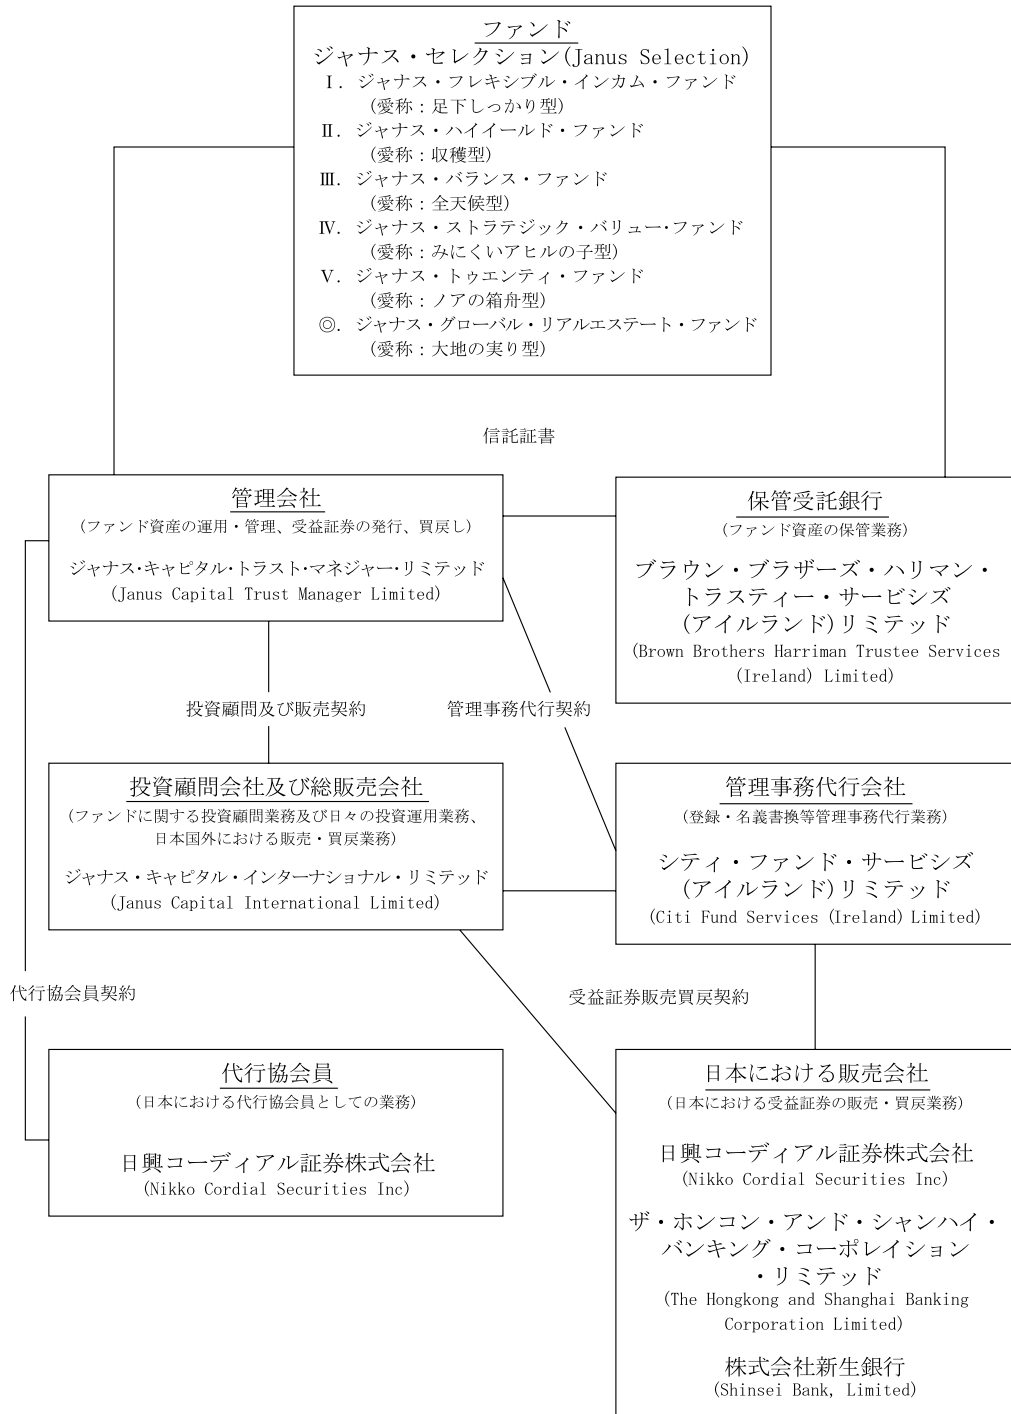 ファンド
ジャナス・セレクション(Janus Selection)
Ⅰ. ジャナス・フレキシブル・インカム・ファンド
(愛称：足下しっかり型)
Ⅱ. ジャナス・ハイイールド・ファンド
(愛称：収穫型)
Ⅲ. ジャナス・バランス・ファンド
(愛称：全天候型)
Ⅳ. ジャナス・ストラテジック・バリュー・ファンド
(愛称：みにくいアヒルの子型)
Ⅴ. ジャナス・トゥエンティ・ファンド
(愛称：ノアの箱舟型)
◎. ジャナス・グローバル・リアルエステート・ファンド
(愛称：大地の実り型)
信託証書
管理会社
(ファンド資産の運用・管理、受益証券の発行、買戻し)
ジャナス・キャピタル・トラスト・マネジャー・リミテッド
(Janus Capital Trust Manager Limited)
保管受託銀行
(ファンド資産の保管業務)
ブラウン・ブラザーズ・ハリマン・
トラスティー・サービシズ
(アイルランド)リミテッド
(Brown Brothers Harriman Trustee Services
(Ireland) Limited)
投資顧問及び販売契約
管理事務代行契約
投資顧問会社及び総販売会社
(ファンドに関する投資顧問業務及び日々の投資運用業務、
日本国外における販売・買戻業務)
ジャナス・キャピタル・インターナショナル・リミテッド
(Janus Capital International Limited)
管理事務代行会社
(登録・名義書換等管理事務代行業務)
シティ・ファンド・サービシズ
(アイルランド)リミテッド
(Citi Fund Services (Ireland) Limited)
代行協会員契約
受益証券販売買戻契約
代行協会員
(日本における代行協会員としての業務)
日興コーディアル証券株式会社
(Nikko Cordial Securities Inc)
日本における販売会社
(日本における受益証券の販売・買戻業務)
日興コーディアル証券株式会社
(Nikko Cordial Securities Inc)
ザ・ホンコン・アンド・シャンハイ・
バンキング・コーポレイション
・リミテッド
(The Hongkong and Shanghai Banking
Corporation Limited)
株式会社新生銀行
(Shinsei Bank, Limited)